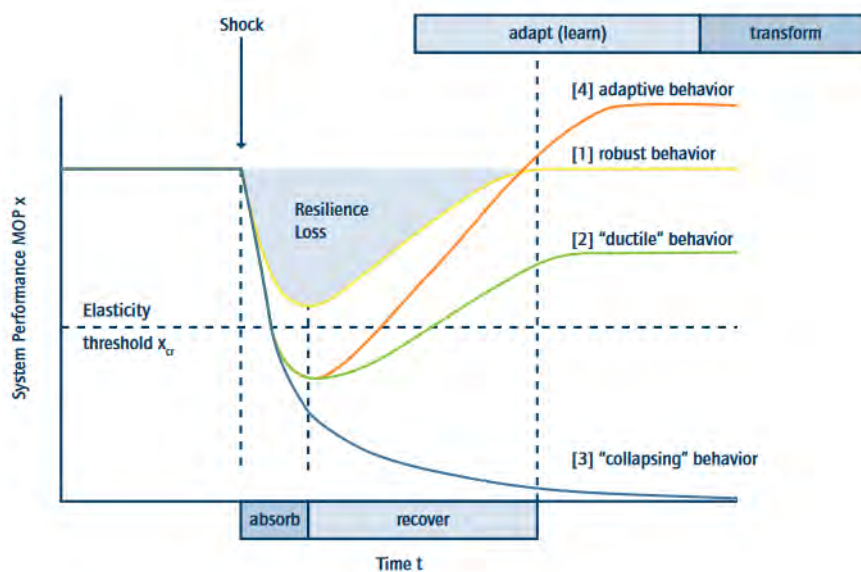 Shock
adapt (learn)
transform
[4] adaptive behavior
[1] robust behavior
Resilience
Loss
[2] "ductile" behavior
Elasticity
threshold x_cr
System Performance MOP x
[3] "collapsing" behavior
absorb
recover
Time t